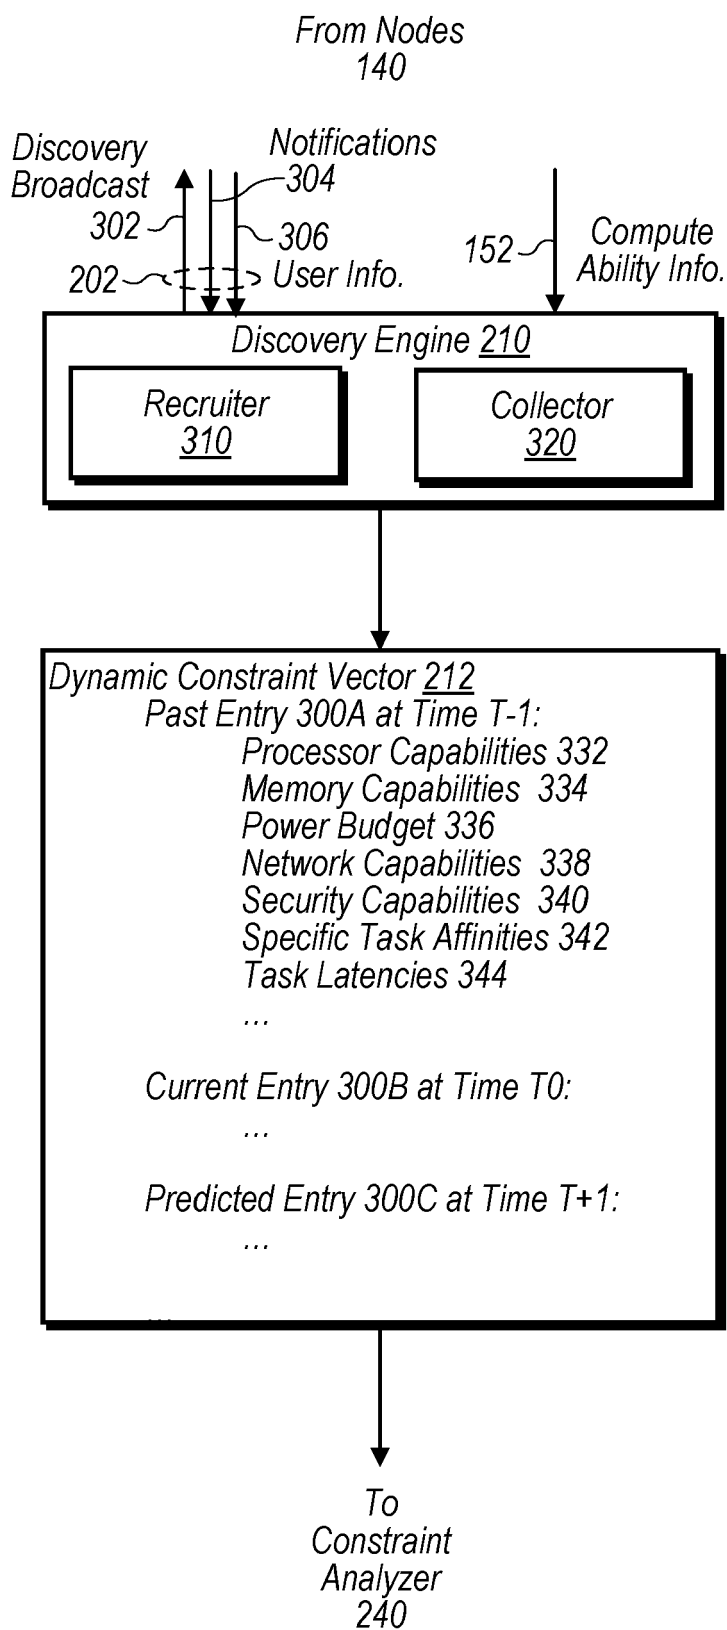 From Nodes
140
Discovery
Broadcast
302
Notifications
304
306
202
User Info.
152
Compute
Ability Info.
Discovery Engine 210
Recruiter
310
Collector
320
Dynamic Constraint Vector 212
Past Entry 300A at Time T-1:
Processor Capabilities 332
Memory Capabilities 334
Power Budget 336
Network Capabilities 338
Security Capabilities 340
Specific Task Affinities 342
Task Latencies 344
...
Current Entry 300B at Time T0:
...
Predicted Entry 300C at Time T+1:
...
...
To
Constraint
Analyzer
240